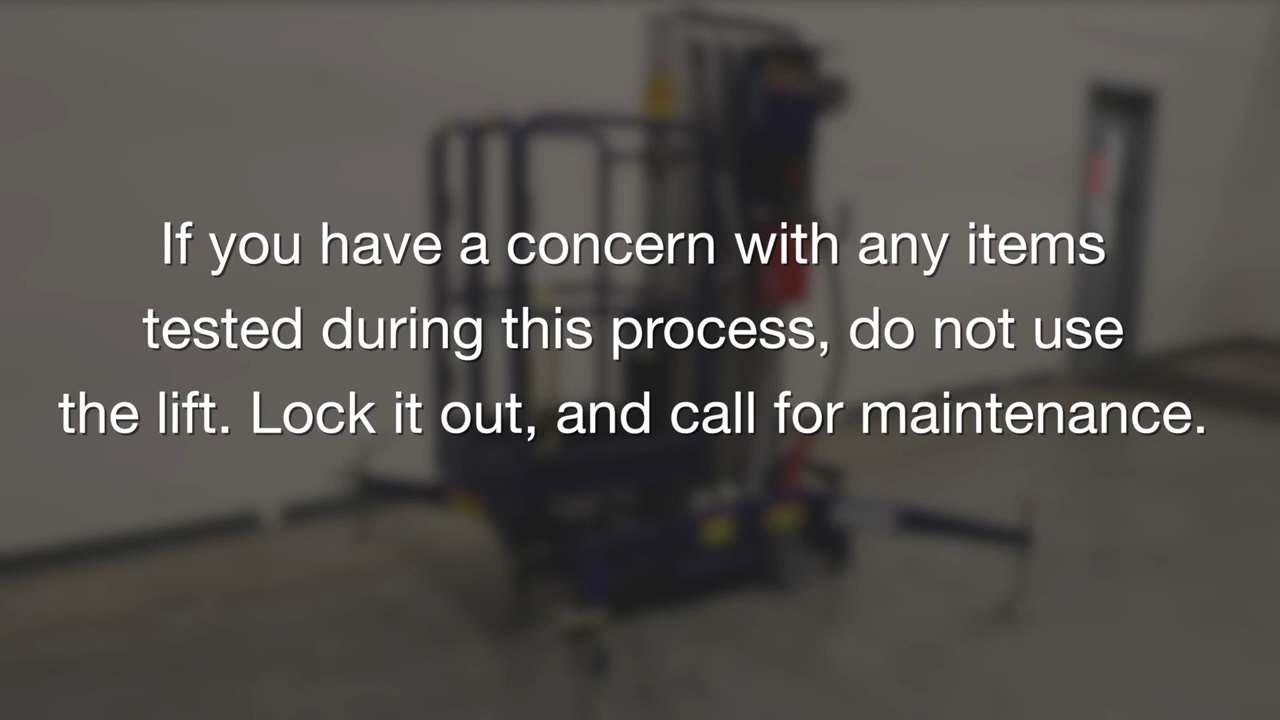 If you have a concern with any items
tested during this process, do not use
the lift. Lock it out, and call for maintenance.